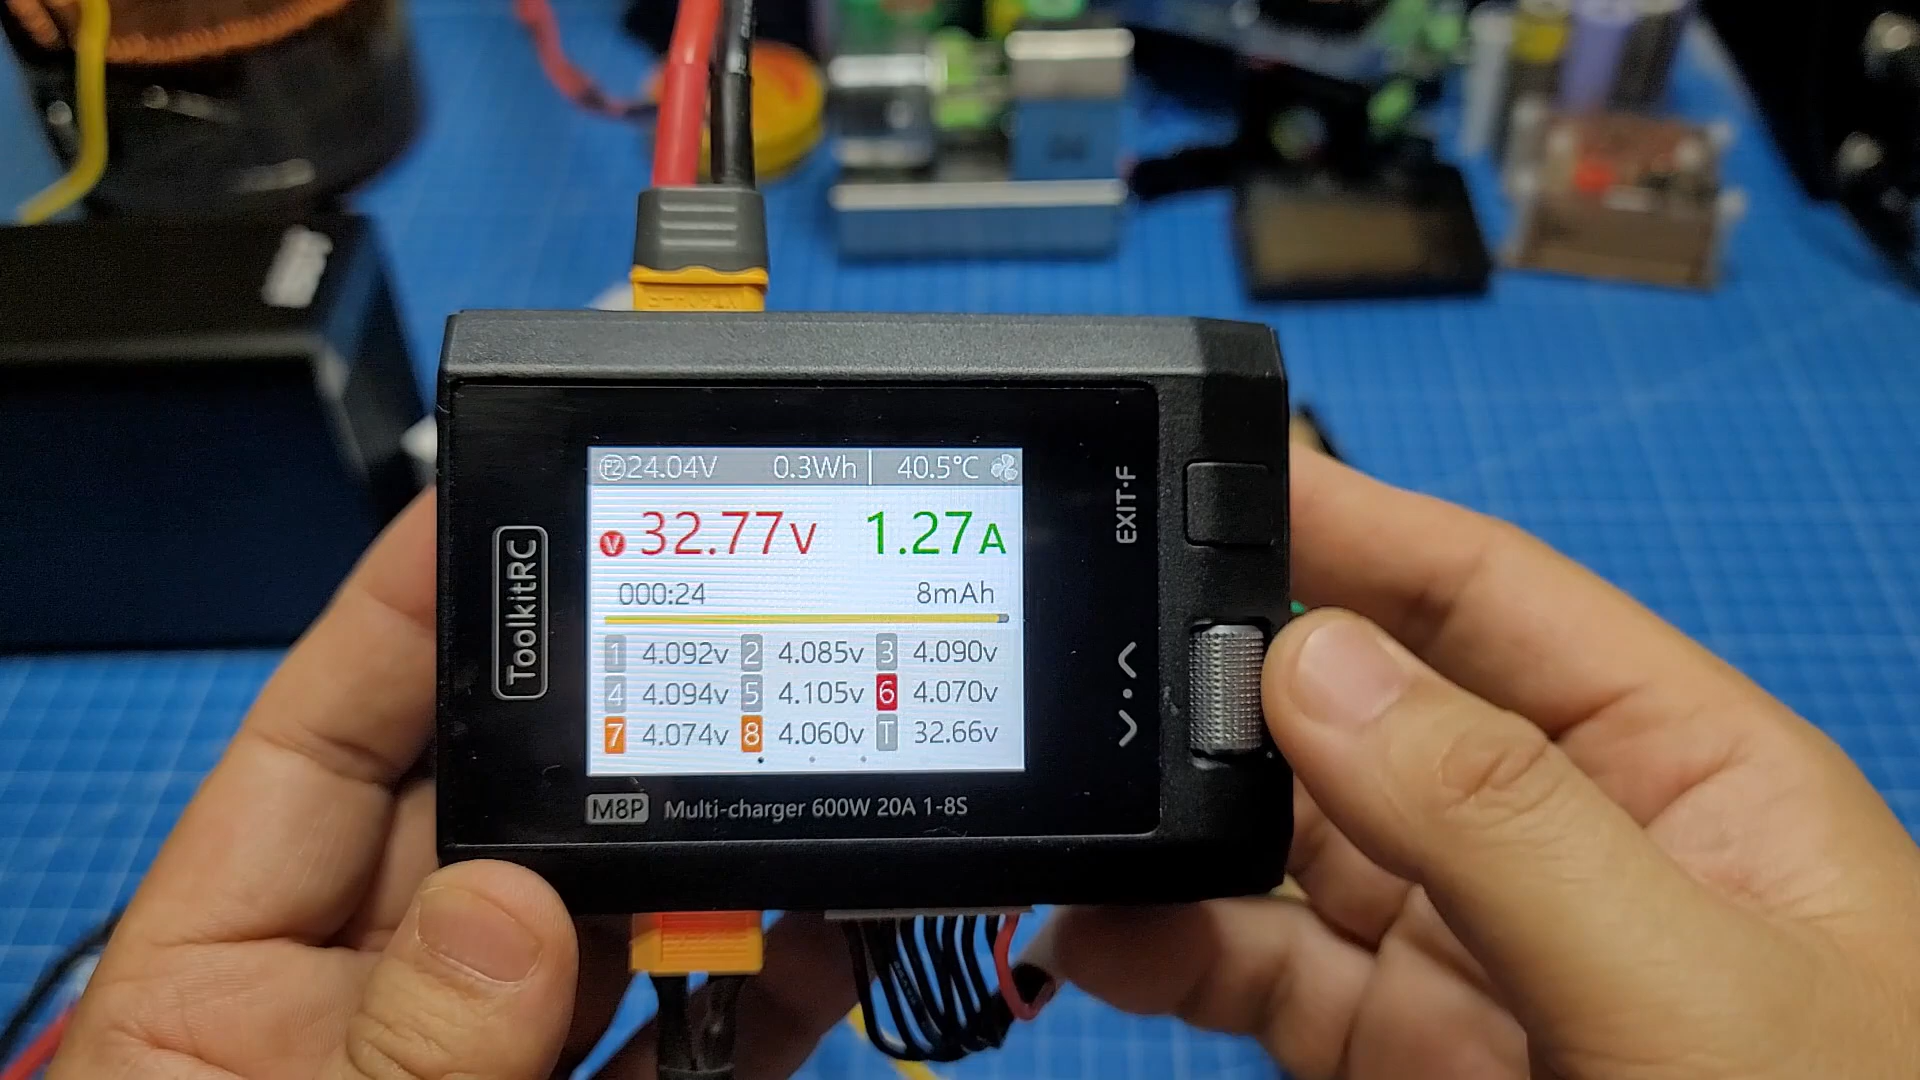 P2 24.04V 0.3Wh 40.5℃
V 32.77V 1.27A
000:24 8mAh
1 4.092v 2 4.085v 3 4.090v
4 4.094v 5 4.105v 6 4.070v
7 4.074v 8 4.060v T 32.66v
M8P Multi-charger 600W 20A 1-8S
ToolkitRC
EXIT·F